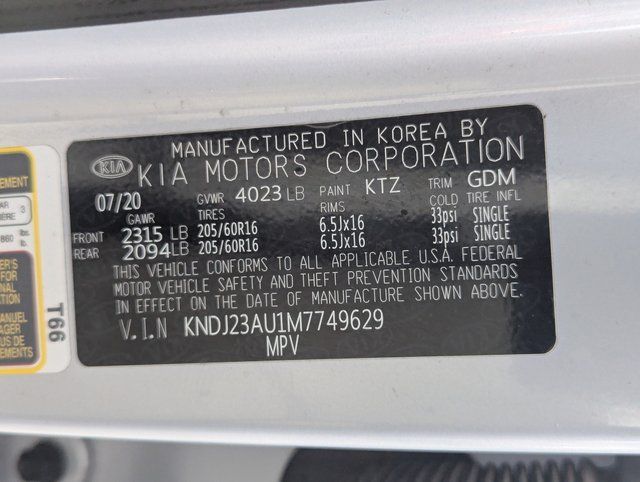 MANUFACTURED IN KOREA BY
KIA KIA MOTORS CORPORATION
07/20 GVWR 4023 LB PAINT KTZ TRIM GDM
GAWR TIRES RIMS COLD TIRE INFL
FRONT 2315 LB 205/60R16 6.5Jx16 33psi SINGLE
REAR 2094 LB 205/60R16 6.5Jx16 33psi SINGLE
THIS VEHICLE CONFORMS TO ALL APPLICABLE U.S.A. FEDERAL
MOTOR VEHICLE SAFETY AND THEFT PREVENTION STANDARDS
IN EFFECT ON THE DATE OF MANUFACTURE SHOWN ABOVE.
V.I.N KNDJ23AU1M7749629
MPV
T66
3
860